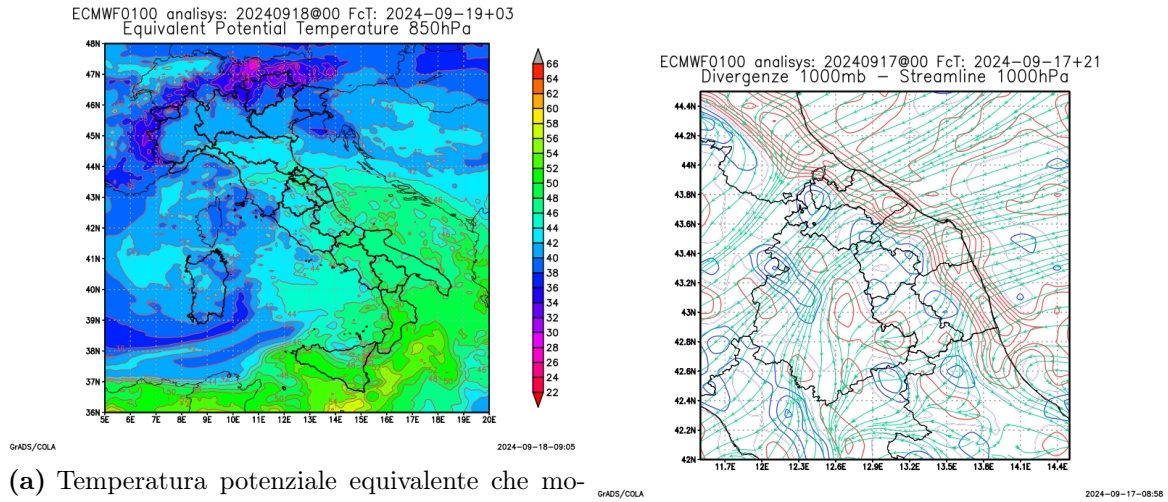 ECMWF0100 analisys: 20240918@00 FcT: 2024-09-19+03
Equivalent Potential Temperature 850hPa
48N
47N
46N
45N
44N
43N
42N
41N
40N
39N
38N
37N
36N
5E 6E 7E 8E 9E 10E 11E 12E 13E 14E 15E 16E 17E 18E 19E 20E
66
64
62
60
58
56
54
52
50
48
46
44
42
40
38
36
34
32
30
28
26
24
22
GrADS/COLA
2024-09-18-09:05
(a) Temperatura potenziale equivalente che mo-
ECMWF0100 analisys: 20240917@00 FcT: 2024-09-17+21
Divergenze 1000mb – Streamline 1000hPa
44.4N
44.2N
44N
43.8N
43.6N
43.4N
43.2N
43N
42.8N
42.6N
42.4N
42.2N
42N
11.7E 12E 12.3E 12.6E 12.9E 13.2E 13.5E 13.8E 14.1E 14.4E
GrADS/COLA
2024-09-17-08:58